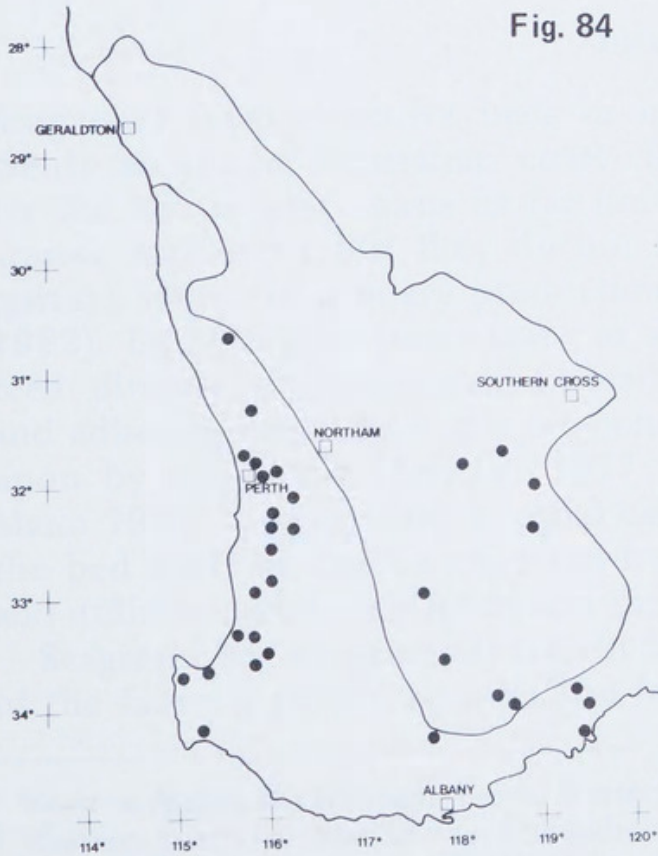 Fig. 84
28°
GERALDTON
29°
30°
31°
SOUTHERN CROSS
NORTHAM
32°
PERTH
33°
34°
ALBANY
114°
115°
116°
117°
118°
119°
120°